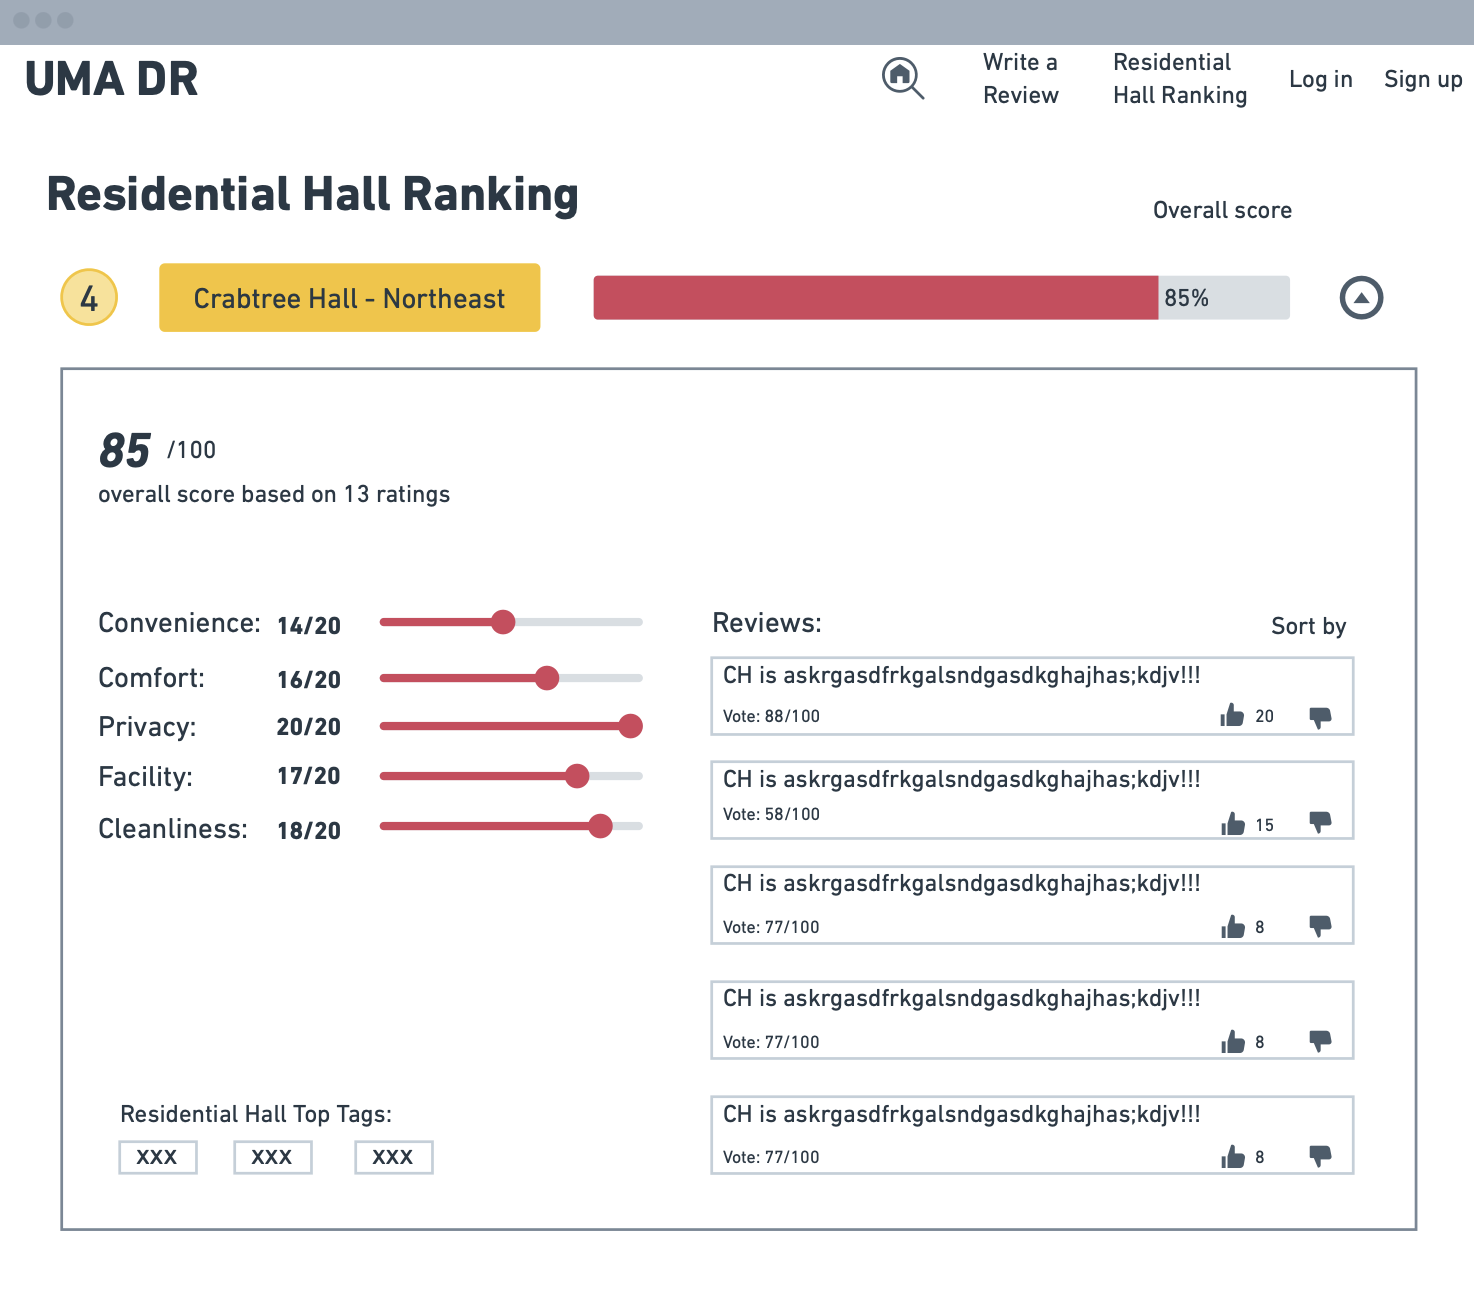 UMA DR
Write a
Review
Residential
Hall Ranking
Log in
Sign up
Residential Hall Ranking
Overall score
4
Crabtree Hall - Northeast
85%
85 /100
overall score based on 13 ratings
Convenience: 14/20
Comfort: 16/20
Privacy: 20/20
Facility: 17/20
Cleanliness: 18/20
Residential Hall Top Tags:
XXX XXX XXX
Reviews:
Sort by
CH is askrgasdfrkgalsndgasdkghajhas;kdjv!!!
Vote: 88/100
20
CH is askrgasdfrkgalsndgasdkghajhas;kdjv!!!
Vote: 58/100
15
CH is askrgasdfrkgalsndgasdkghajhas;kdjv!!!
Vote: 77/100
8
CH is askrgasdfrkgalsndgasdkghajhas;kdjv!!!
Vote: 77/100
8
CH is askrgasdfrkgalsndgasdkghajhas;kdjv!!!
Vote: 77/100
8